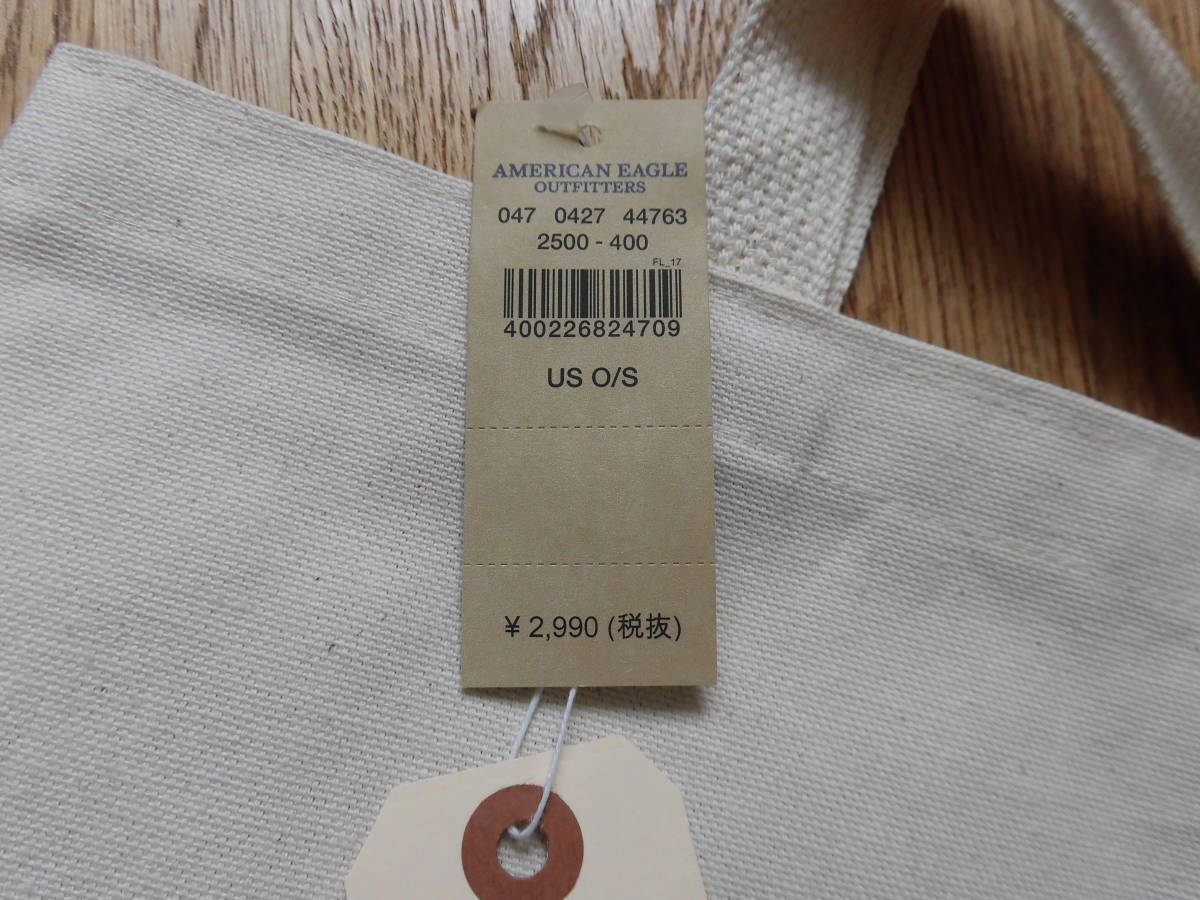 AMERICAN EAGLE
OUTFITTERS
047 0427 44763
2500 - 400
FL_17
400226824709
US O/S
¥ 2,990 (税抜)